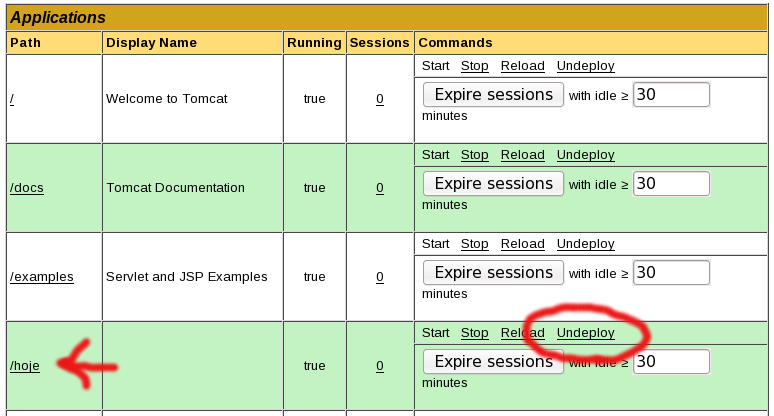 Applications
Path Display Name Running Sessions Commands
/ Welcome to Tomcat true 0 Start Stop Reload Undeploy
Expire sessions with idle ≥ 30
minutes
/docs Tomcat Documentation true 0 Start Stop Reload Undeploy
Expire sessions with idle ≥ 30
minutes
/examples Servlet and JSP Examples true 0 Start Stop Reload Undeploy
Expire sessions with idle ≥ 30
minutes
/hoje true 0 Start Stop Reload Undeploy
Expire sessions with idle ≥ 30
minutes